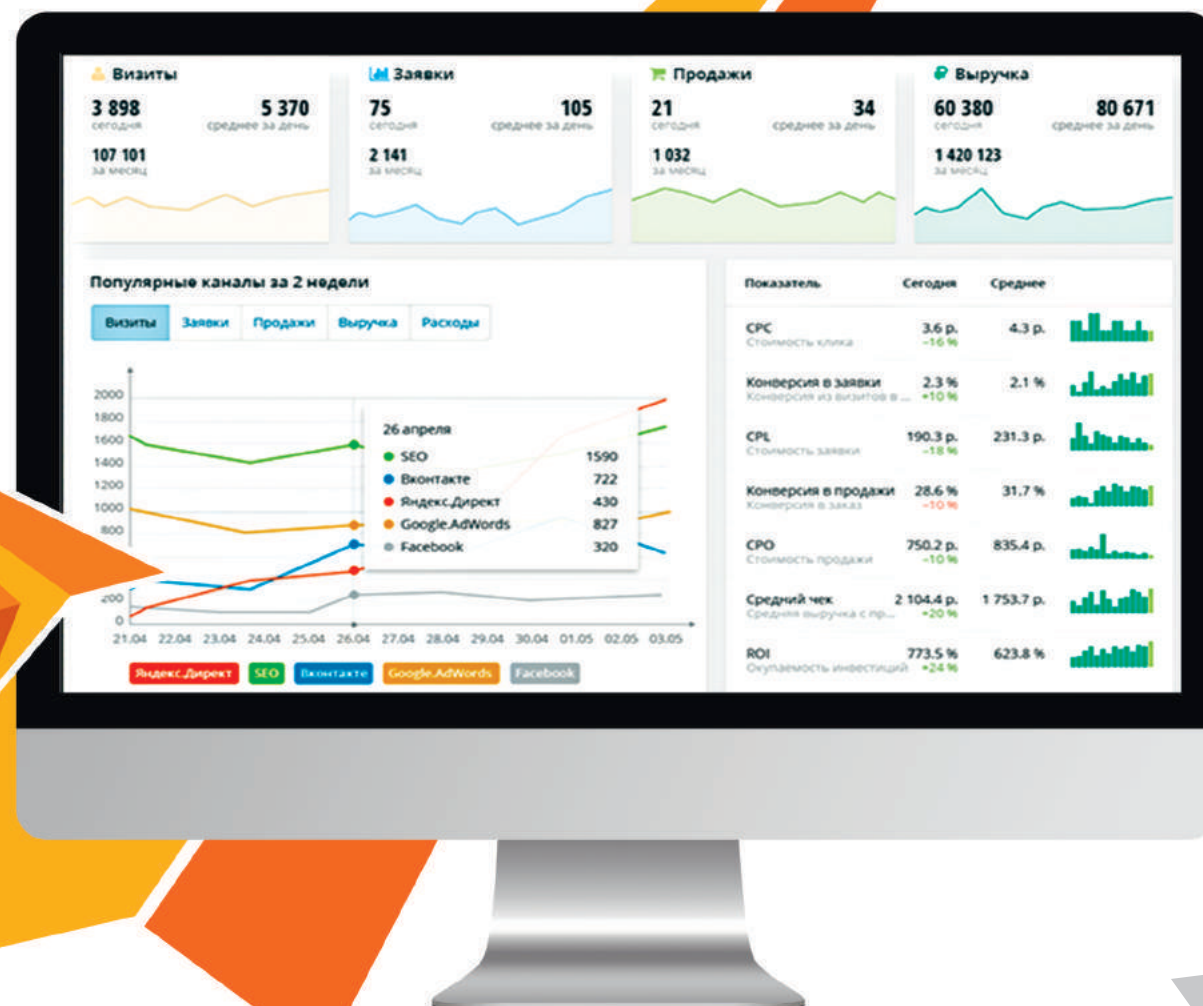 Визиты
3 898 5 370
сегодня среднее за день
107 101
за месяц
Заявки
75 105
сегодня среднее за день
2 141
за месяц
Продажи
21 34
сегодня среднее за день
1 032
за месяц
Выручка
60 380 80 671
сегодня среднее за день
1 420 123
за месяц
Популярные каналы за 2 недели
Визиты Заявки Продажи Выручка Расходы
2000
1800
1600
1400
1200
1000
800
200
0
26 апреля
SEO 1590
Вконтакте 722
Яндекс.Директ 430
Google.AdWords 827
Facebook 320
21.04 22.04 23.04 24.04 25.04 26.04 27.04 28.04 29.04 30.04 01.05 02.05 03.05
Яндекс.Директ SEO Вконтакте Google.AdWords Facebook
Показатель Сегодня Среднее
CPC 3.6 р. 4.3 р.
Стоимость клика –16 %
Конверсия в заявки 2.3 % 2.1 %
Конверсия из визитов в ... +10 %
CPL 190.3 р. 231.3 р.
Стоимость заявки –18 %
Конверсия в продажи 28.6 % 31.7 %
Конверсия в заказ –10 %
CPO 750.2 р. 835.4 р.
Стоимость продажи –10 %
Средний чек 2 104.4 р. 1 753.7 р.
Средняя выручка с пр... +20 %
ROI 773.5 % 623.8 %
Окупаемость инвестиций +24 %